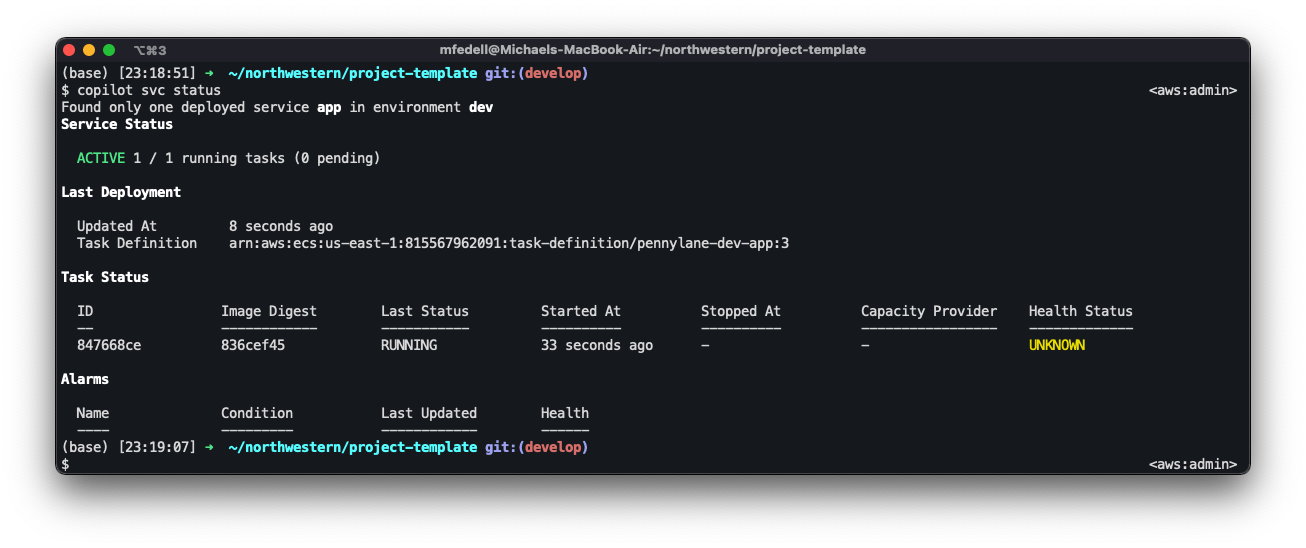 ⌥⌘3 mfedell@Michaels-MacBook-Air:~/northwestern/project-template
(base) [23:18:51] → ~/northwestern/project-template git:(develop)
$ copilot svc status <aws:admin>
Found only one deployed service app in environment dev
Service Status
ACTIVE 1 / 1 running tasks (0 pending)
Last Deployment
Updated At 8 seconds ago
Task Definition arn:aws:ecs:us-east-1:815567962091:task-definition/pennylane-dev-app:3
Task Status
ID Image Digest Last Status Started At Stopped At Capacity Provider Health Status
847668ce 836cef45 RUNNING 33 seconds ago - - UNKNOWN
Alarms
Name Condition Last Updated Health
(base) [23:19:07] → ~/northwestern/project-template git:(develop)
$ <aws:admin>